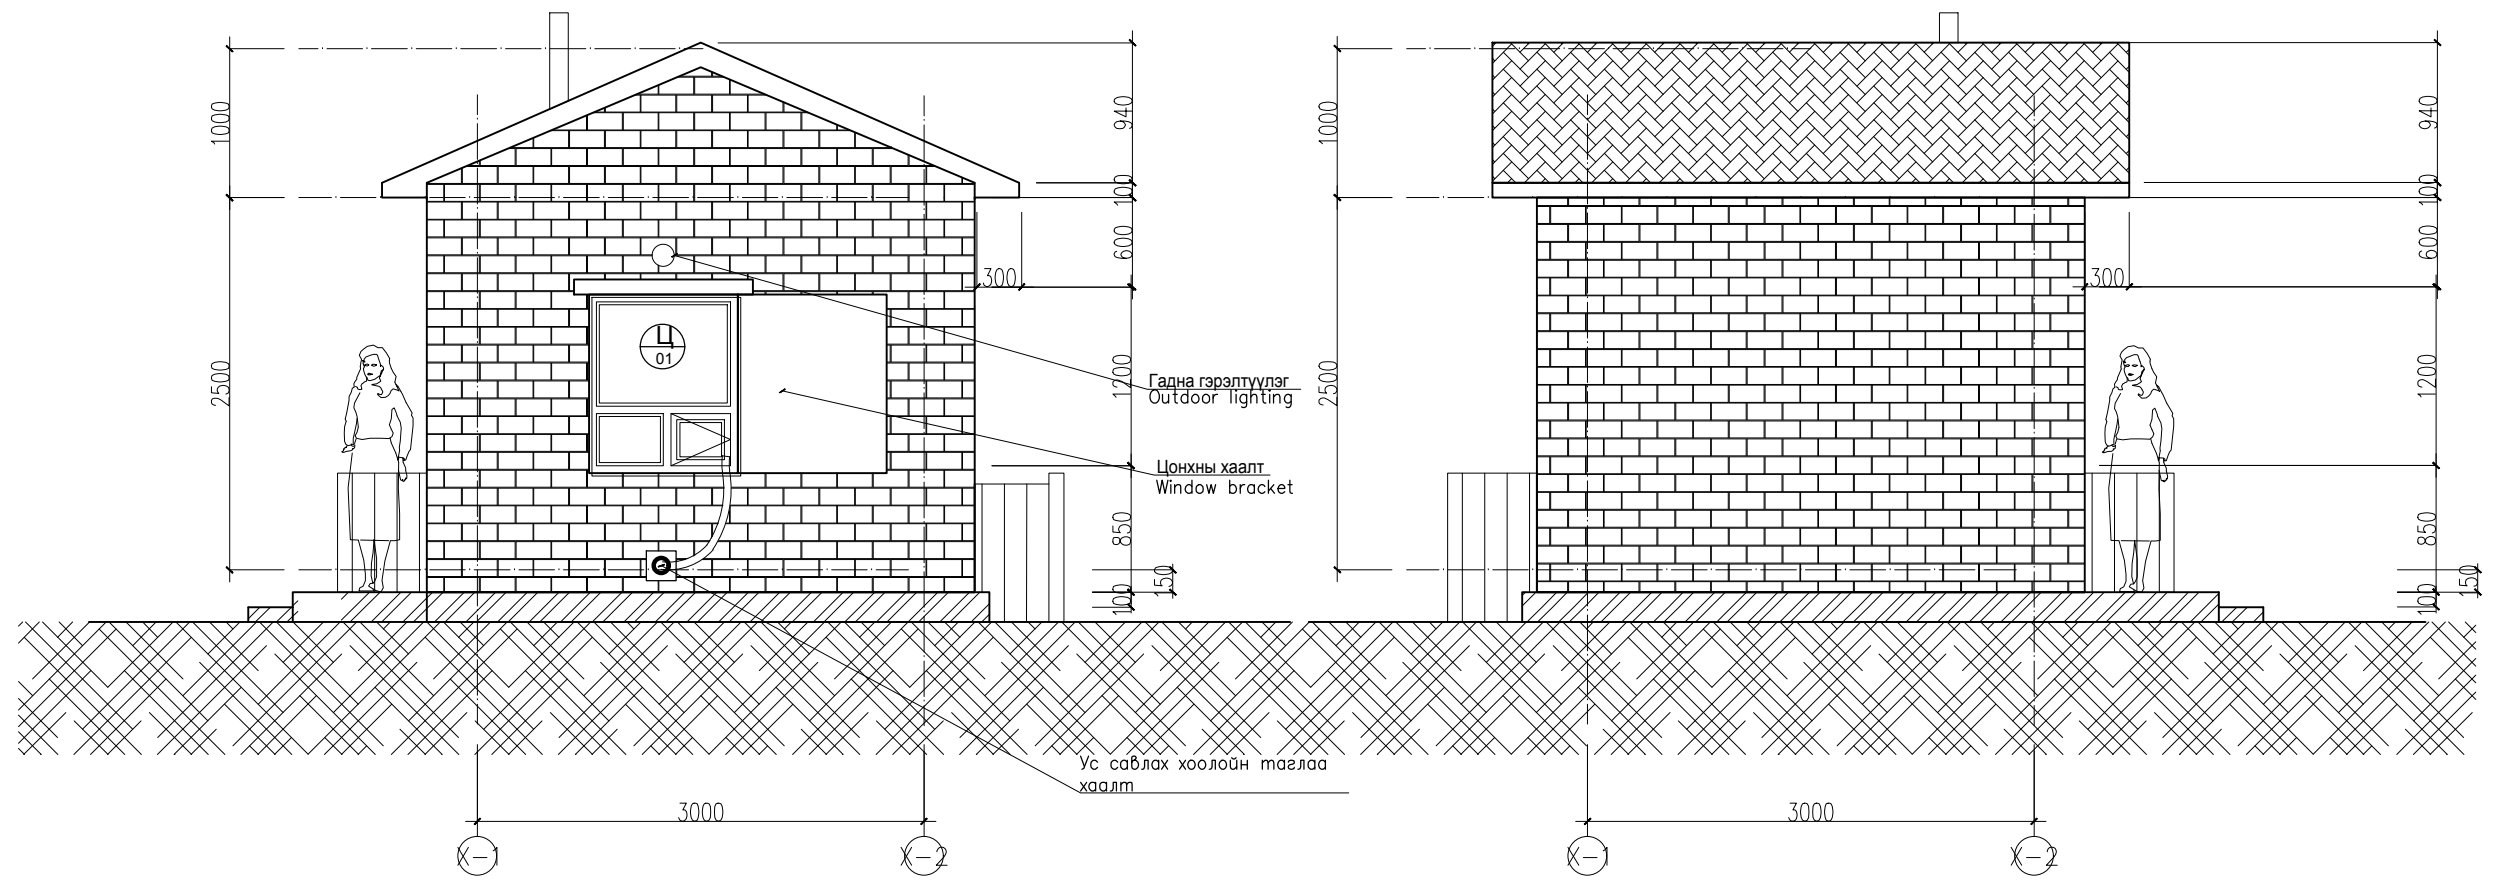 1000
2500
940
100
600
300
1200
850
150
100
Ц
01
Гадна гэрэлтүүлэг
Outdoor lighting
Цонхны хаалт
Window bracket
Ус савлах хоолойн таглаа
хаалт
3000
Х-1
Х-2
1000
2500
940
100
600
300
1200
850
150
100
3000
Х-1
Х-2